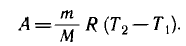 A = m/M R (T₂ − T₁).